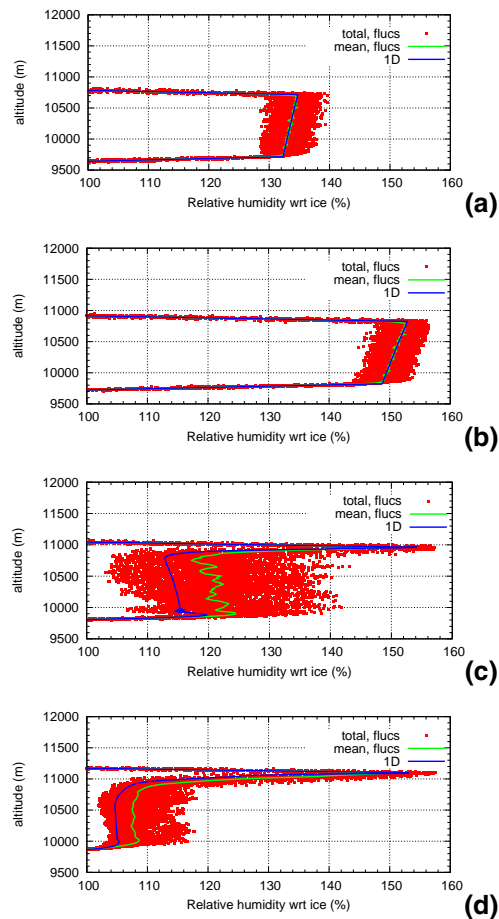 12000
11500
11000
10500
10000
9500
altitude (m)
total, flucs
mean, flucs
1D
100 110 120 130 140 150 160
Relative humidity wrt ice (%)
(a)
12000
11500
11000
10500
10000
9500
altitude (m)
total, flucs
mean, flucs
1D
100 110 120 130 140 150 160
Relative humidity wrt ice (%)
(b)
12000
11500
11000
10500
10000
9500
altitude (m)
total, flucs
mean, flucs
1D
100 110 120 130 140 150 160
Relative humidity wrt ice (%)
(c)
12000
11500
11000
10500
10000
9500
altitude (m)
total, flucs
mean, flucs
1D
100 110 120 130 140 150 160
Relative humidity wrt ice (%)
(d)